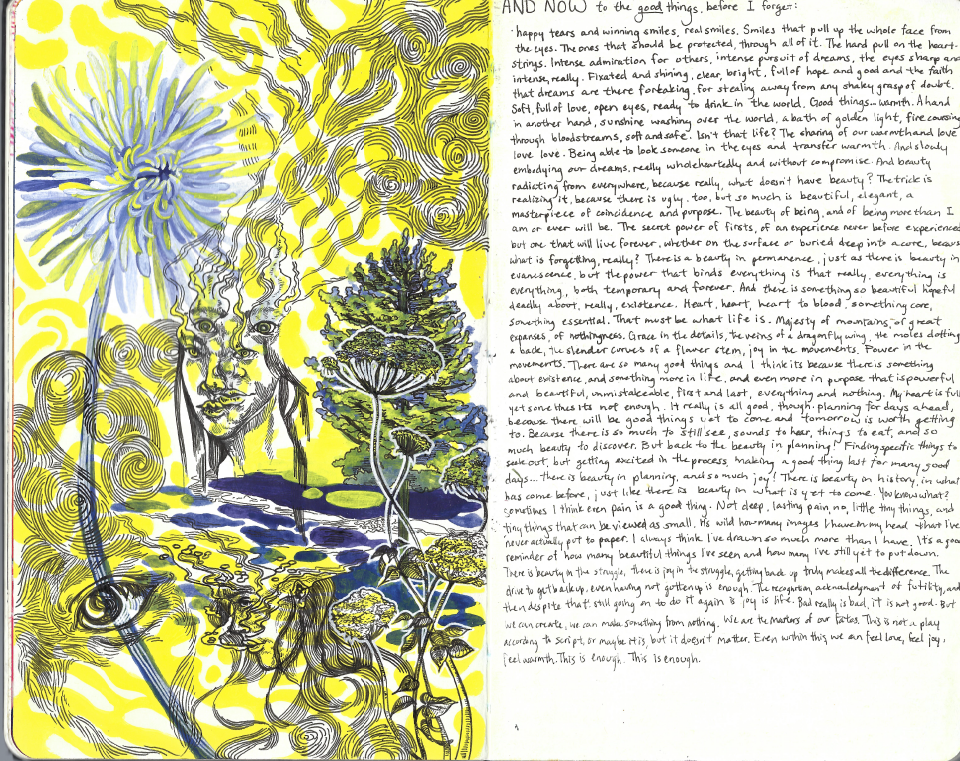 AND NOW to the good things, before I forget:
· happy tears and winning smiles, real smiles. Smiles that pull up the whole face from
the eyes. The ones that should be protected, through all of it. The hard pull on the heart-
strings. Intense admiration for others, intense pursuit of dreams, the eyes sharp and
intense, really. Fixated and shining, clear, bright, full of hope and good and the faith
that dreams are there for taking, for stealing away from any shaky grasp of doubt.
Soft, full of love, open eyes, ready to drink in the world. Good things... warmth. A hand
in another hand, sunshine washing over the world, a bath of golden light, fire coursing
through bloodstreams, soft and safe. Isn't that life? The sharing of our warmth and love
love love. Being able to look someone in the eyes and transfer warmth. And slowly
embodying our dreams, really wholeheartedly and without compromise. And beauty
radiating from everywhere, because really, what doesn't have beauty? The trick is
realizing it, because there is ugly, too, but so much is beautiful, elegant, a
masterpiece of coincidence and purpose. The beauty of being, and of being more than I
am or ever will be. The secret power of firsts, of an experience never before experienced
but one that will live forever, whether on the surface or buried deep into a core, because
what is forgetting, really? There is a beauty in permanence, just as there is beauty in
evanescence, but the power that binds everything is that really, everything is
everything, both temporary and forever. And there is something so beautiful hopeful
deadly about, really, existence. Heart, heart, heart to blood, something core,
something essential. That must be what life is. Majesty of mountains, of great
expanses, of nothingness. Grace in the details, the veins of a dragonfly wing, the moles dotting
a back, the slender curves of a flower stem, joy in the movements. Power in the
movements. There are so many good things and I think its because there is something
about existence, and something more in life, and even more in purpose that is powerful
and beautiful, unmistakeable, first and last, everything and nothing. My heart is full
yet sometimes its not enough. It really is all good, though. planning for days ahead,
because there will be good things yet to come and tomorrow is worth getting
to. Because there is so much to still see, sounds to hear, things to eat, and so
much beauty to discover. But back to the beauty in planning! Finding specific things to
seek out, but getting excited in the process, making a good thing last for many good
days... there is beauty in planning, and so much joy! There is beauty in history, in what
has come before, just like there is beauty in what is yet to come. You know what?
Sometimes I think even pain is a good thing. Not deep, lasting pain, no, little tiny things, and
tiny things that can be viewed as small. Its wild how many images I have in my head that I've
never actually put to paper. I always think I've drawn so much more than I have. It's a good
reminder of how many beautiful things I've seen and how many I've still yet to put down.
There is beauty in the struggle, there is joy in the struggle, getting back up truly makes all the difference. The
drive to get back up, even having not gotten up is enough. The recognition, acknowledgment of futility, and
then despite that still going on to do it again is joy is life. Bad really is bad, it is not good. But
we can create, we can make something from nothing. We are the masters of our fates. This is not a play
according to script, or maybe it is, but it doesn't matter. Even within this we can feel love, feel joy,
feel warmth. This is enough. This is enough.